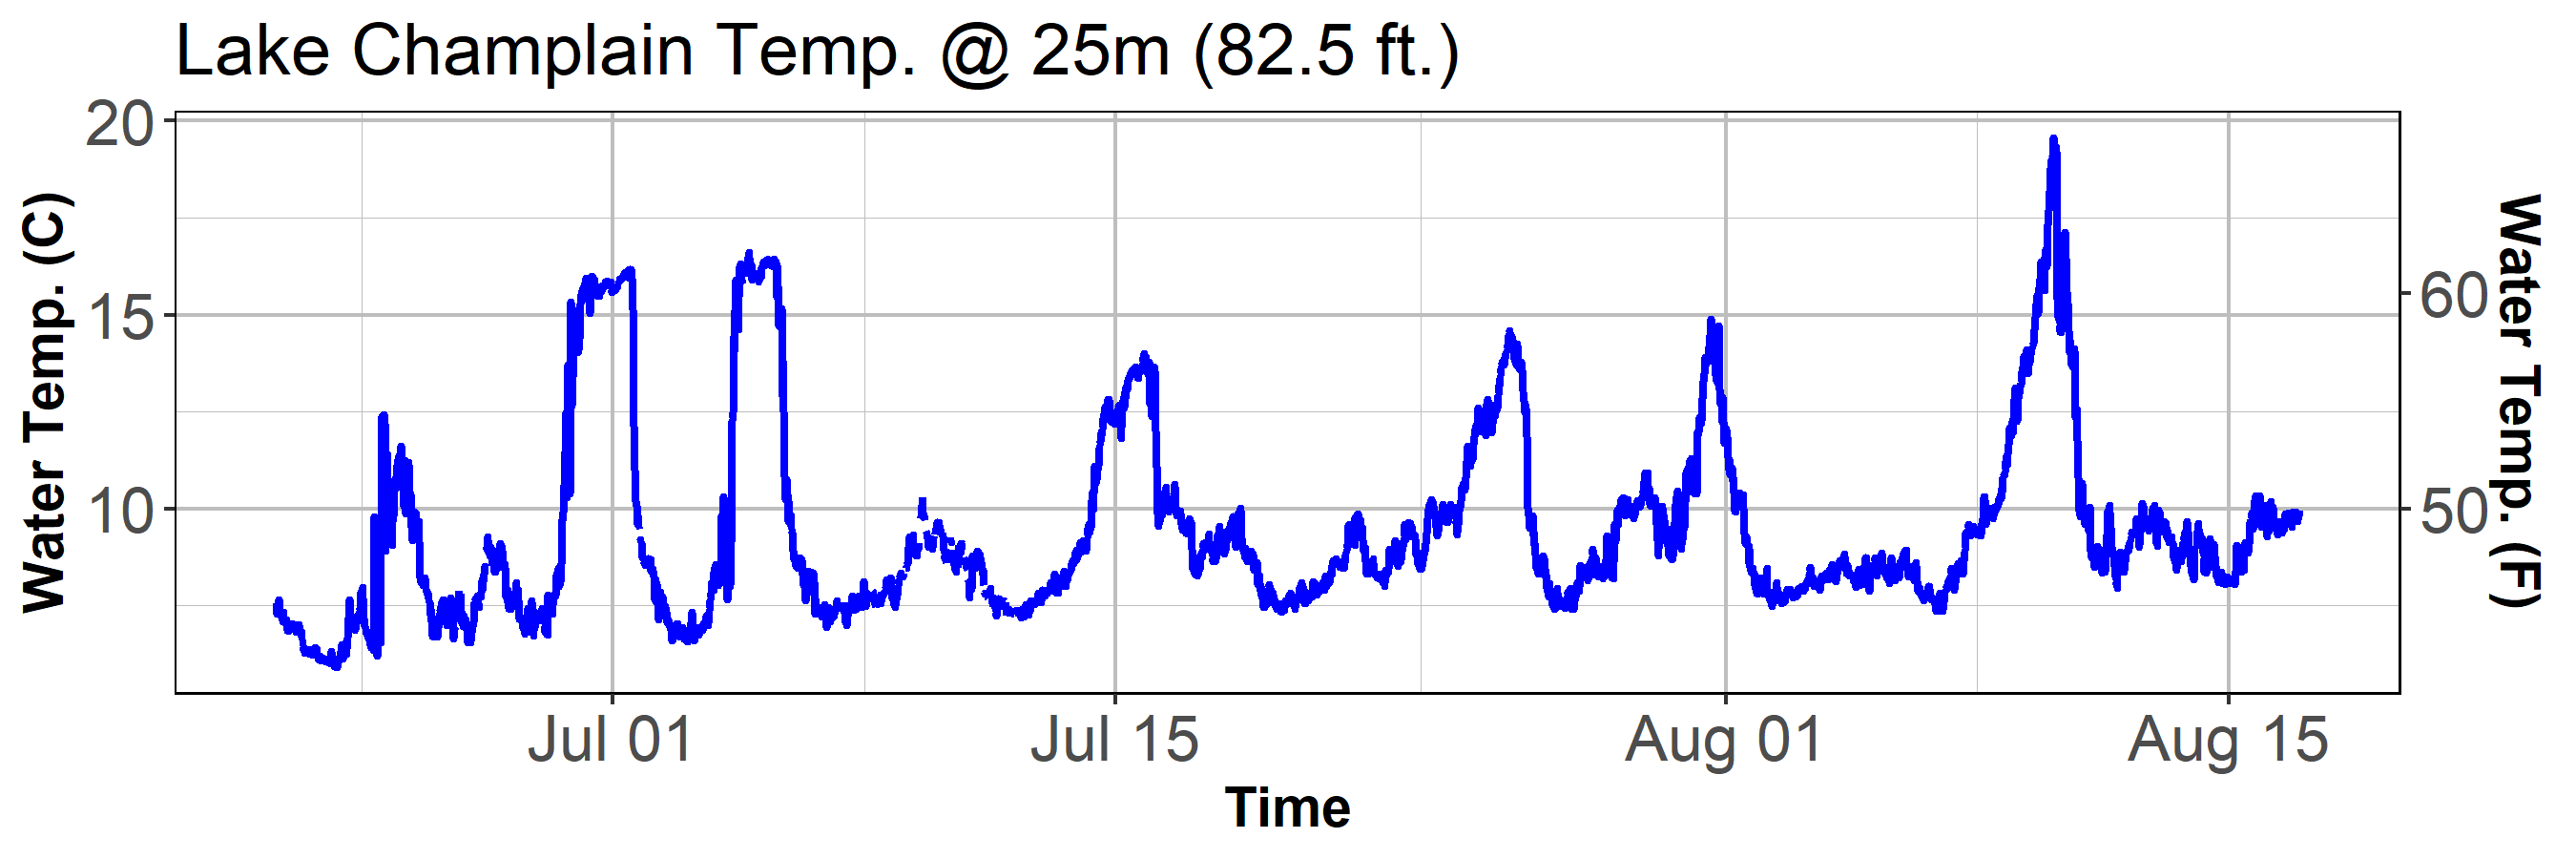 Lake Champlain Temp. @ 25m (82.5 ft.)
Water Temp. (C)
20
15
10
60
50
Water Temp. (F)
Jul 01
Jul 15
Aug 01
Aug 15
Time